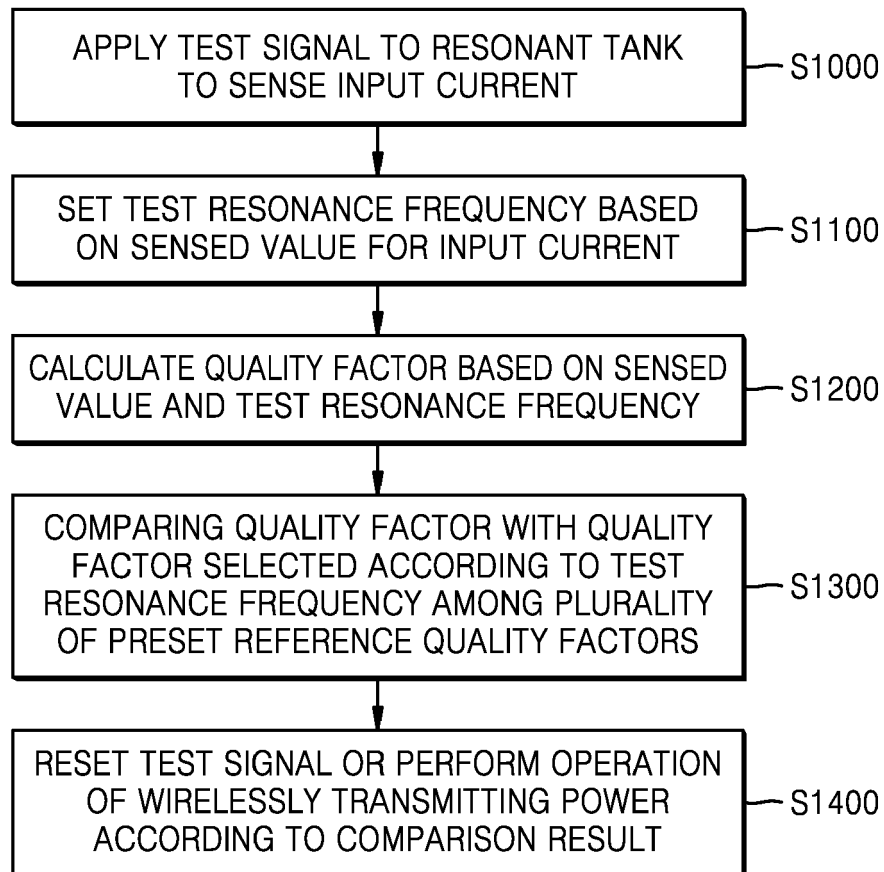 APPLY TEST SIGNAL TO RESONANT TANK
TO SENSE INPUT CURRENT
S1000
SET TEST RESONANCE FREQUENCY BASED
ON SENSED VALUE FOR INPUT CURRENT
S1100
CALCULATE QUALITY FACTOR BASED ON SENSED
VALUE AND TEST RESONANCE FREQUENCY
S1200
COMPARING QUALITY FACTOR WITH QUALITY
FACTOR SELECTED ACCORDING TO TEST
RESONANCE FREQUENCY AMONG PLURALITY
OF PRESET REFERENCE QUALITY FACTORS
S1300
RESET TEST SIGNAL OR PERFORM OPERATION
OF WIRELESSLY TRANSMITTING POWER
ACCORDING TO COMPARISON RESULT
S1400